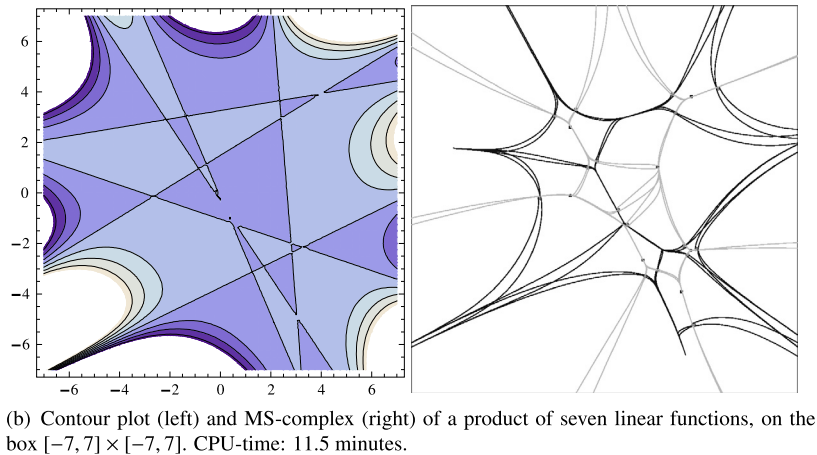 6
4
2
0
−2
−4
−6
−6 −4 −2 0 2 4 6
(b) Contour plot (left) and MS-complex (right) of a product of seven linear functions, on the
box [−7, 7] × [−7, 7]. CPU-time: 11.5 minutes.